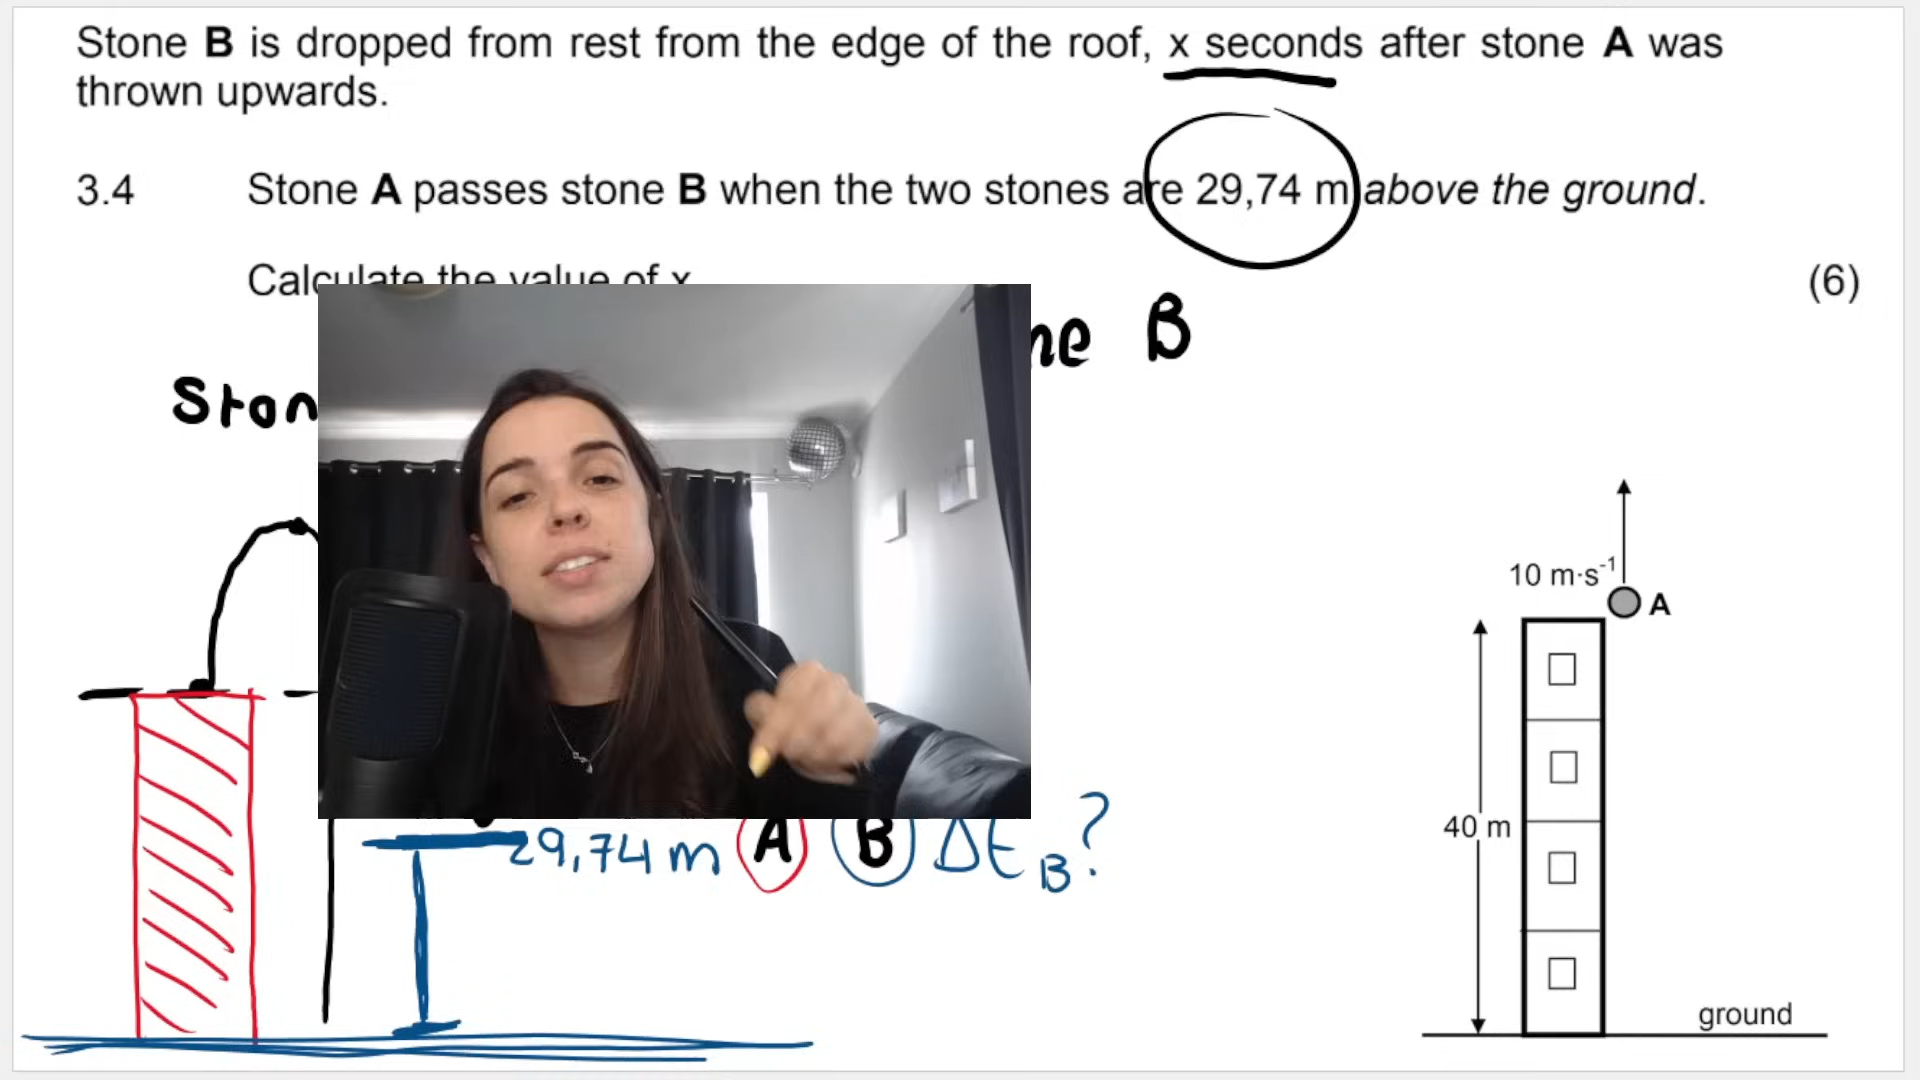 Stone B is dropped from rest from the edge of the roof, x seconds after stone A was
thrown upwards.
3.4 Stone A passes stone B when the two stones are 29,74 m above the ground.
Calculate the value of x
(6)
ne B
Ston
10 m·s⁻¹
A
40 m
29,74 m A B Δt B ?
ground